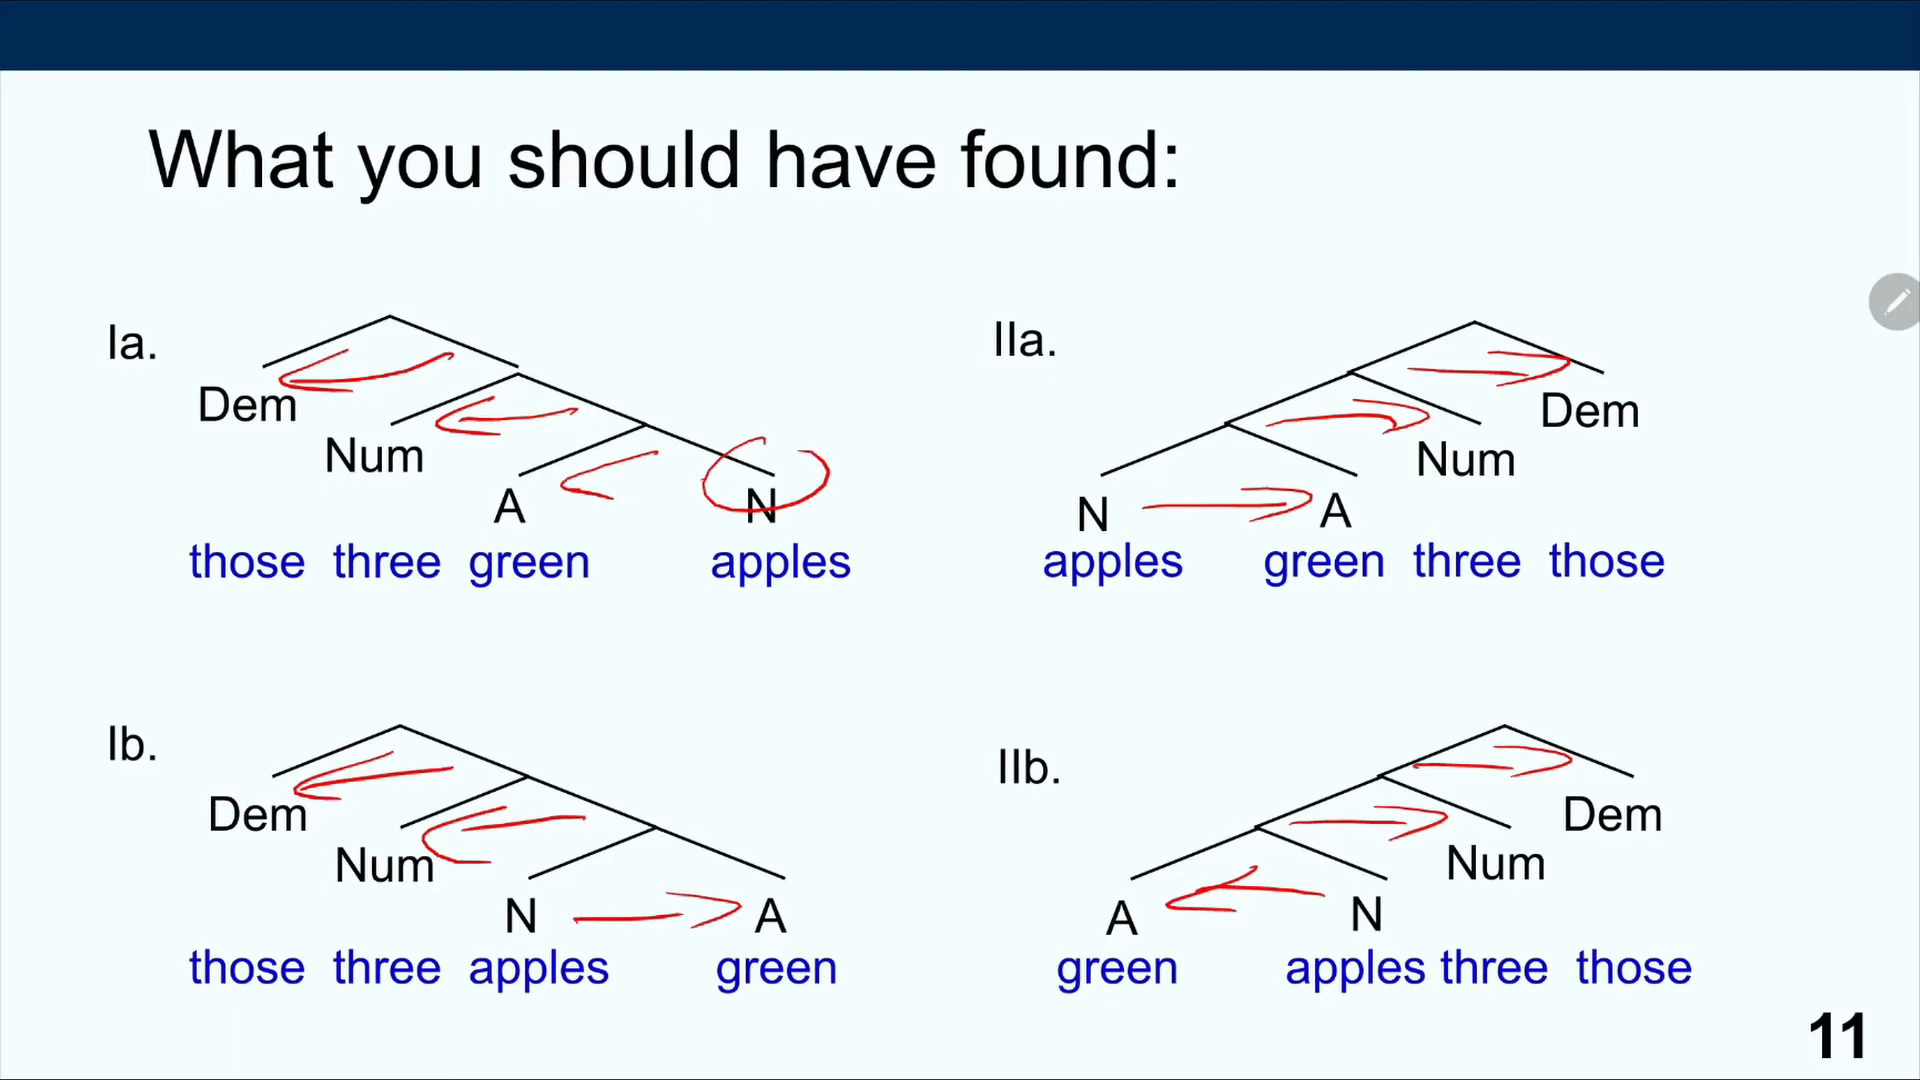 What you should have found:
Ia.
Dem
Num
A N
those three green apples
IIa.
Dem
Num
N A
apples green three those
Ib.
Dem
Num
N A
those three apples green
IIb.
Dem
Num
A N
green apples three those
11